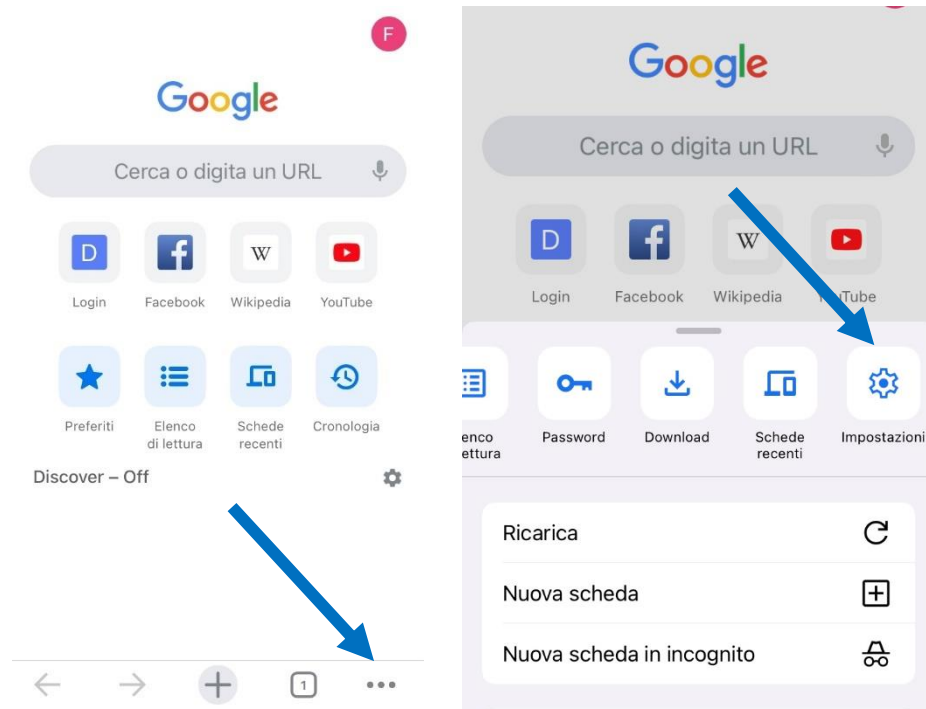 F
Google
Cerca o digita un URL
D
f
W
Login
Facebook
Wikipedia
YouTube
Preferiti
Elenco
di lettura
Schede
recenti
Cronologia
Discover – Off
1
Google
Cerca o digita un URL
D
f
W
Login
Facebook
Wikipedia
uTube
enco
ettura
Password
Download
Schede
recenti
Impostazioni
Ricarica
Nuova scheda
Nuova scheda in incognito